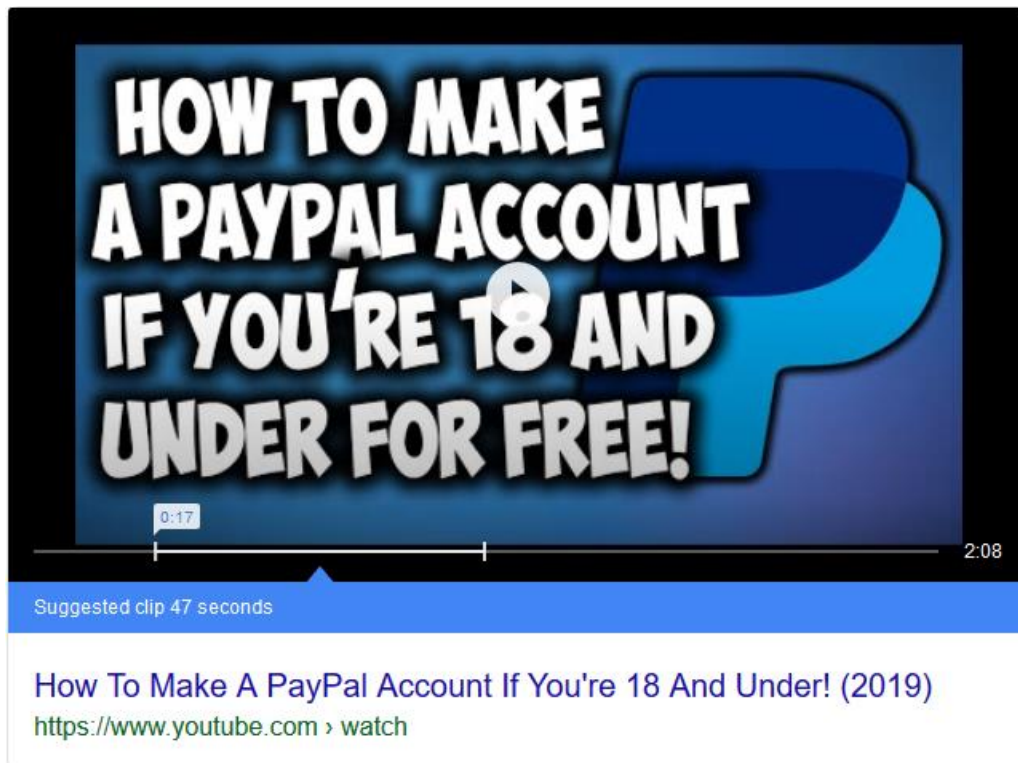 HOW TO MAKE
A PAYPAL ACCOUNT
IF YOU'RE 18 AND
UNDER FOR FREE!
0:17
2:08
Suggested clip 47 seconds
How To Make A PayPal Account If You're 18 And Under! (2019)
https://www.youtube.com › watch